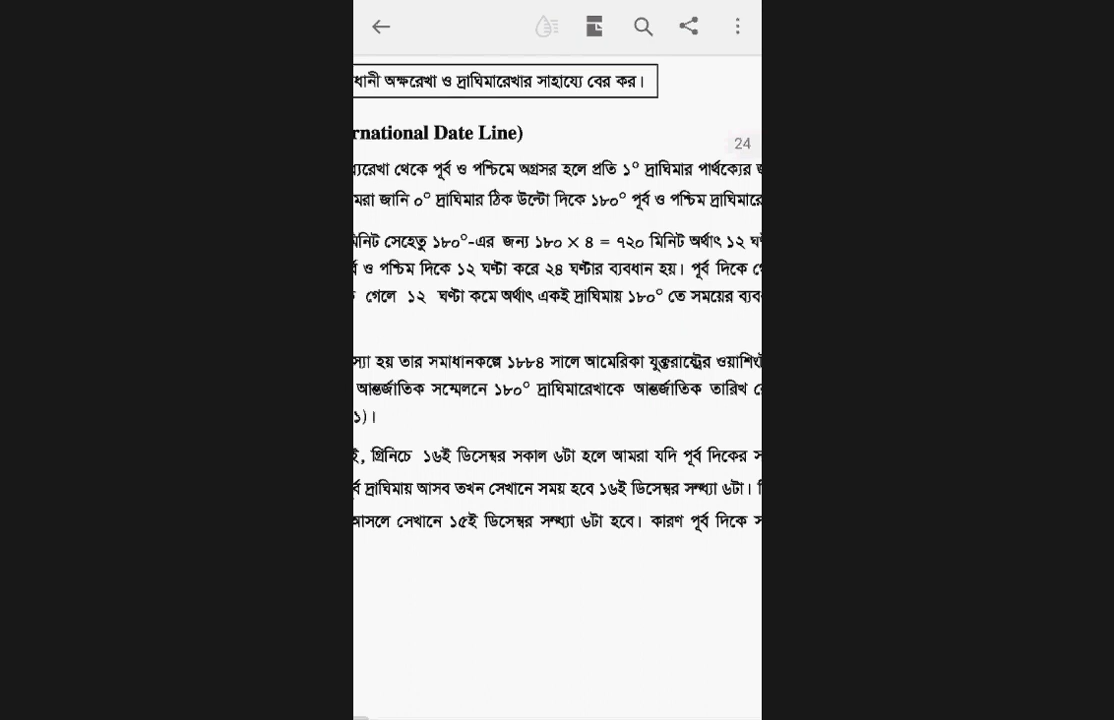 ধানী অক্ষরেখা ও দ্রাঘিমারেখার সাহায্যে বের কর।
rnational Date Line)
24
থেকে পূর্ব ও পশ্চিমে অগ্রসর হলে প্রতি ১° দ্রাঘিমার পার্থক্যের
মরা জানি ০° দ্রাঘিমার ঠিক উল্টো দিকে ১৮০° পূর্ব ও পশ্চিম দ্রাঘিমারে
মিনিট সেহেতু ১৮০°-এর জন্য ১৮০ × ৪ = ৭২০ মিনিট অর্থাৎ ১২
ও পশ্চিম দিকে ১২ ঘণ্টা করে ২৪ ঘণ্টার ব্যবধান হয়। পূর্ব দিকে
গেলে ১২ ঘণ্টা কমে অর্থাৎ একই দ্রাঘিমায় ১৮০° তে সময়ের ব্যব
স্যা হয় তার সমাধানকল্পে ১৮৮৪ সালে আমেরিকা যুক্তরাষ্ট্রের ওয়াশিং
আন্তর্জাতিক সম্মেলনে ১৮০° দ্রাঘিমারেখাকে আন্তর্জাতিক তারিখ
১)।
ই, গ্রিনিচে ১৬ই ডিসেম্বর সকাল ৬টা হলে আমরা যদি পূর্ব দিকের
দ্রাঘিমায় আসব তখন সেখানে সময় হবে ১৬ই ডিসেম্বর সন্ধ্যা ৬টা।
আসলে সেখানে ১৫ই ডিসেম্বর সন্ধ্যা ৬টা হবে। কারণ পূর্ব দিকে